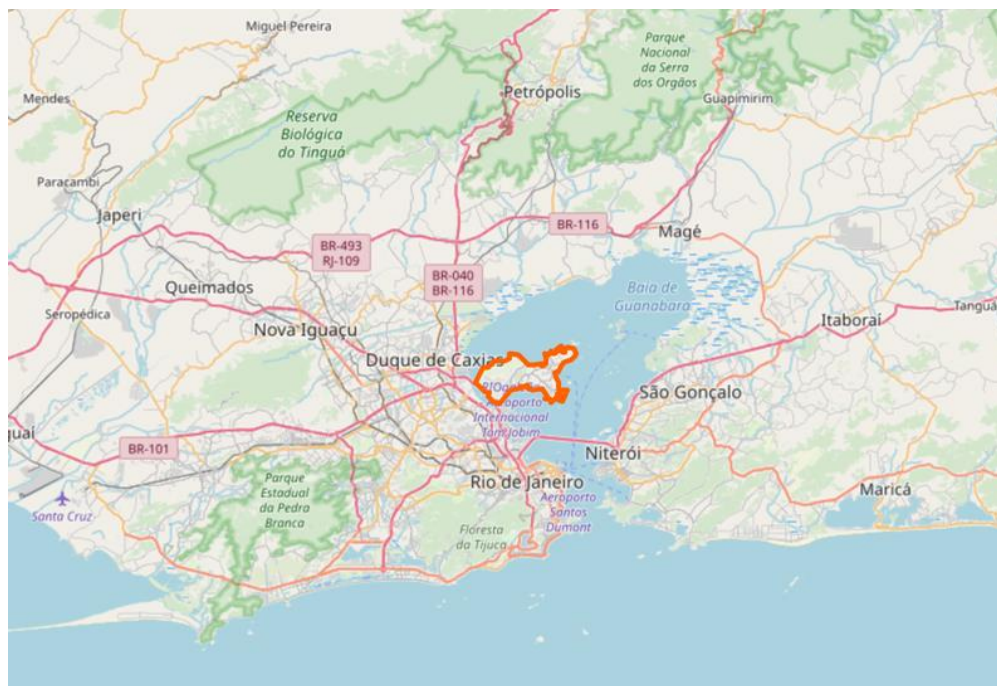 Miguel Pereira
Parque
Nacional
da Serra
dos Orgãos
Petrópolis
Mendes
Guapimirim
Reserva
Biológica
do Tinguá
Paracambi
Japeri
BR-116
Magé
BR-493
RJ-109
BR-040
BR-116
Baia de
Guanabara
Queimados
Tanguá
Seropédica
Itaboraí
Nova Iguaçu
Duque de Caxias
São Gonçalo
Aeroporto
Internacional
Tom Jobim
guaí
BR-101
Niterói
Parque
Estadual
da Pedra
Branca
Rio de Janeiro
Maricá
Santa Cruz
Aeroporto
Santos
Dumont
Floresta
da Tijuca